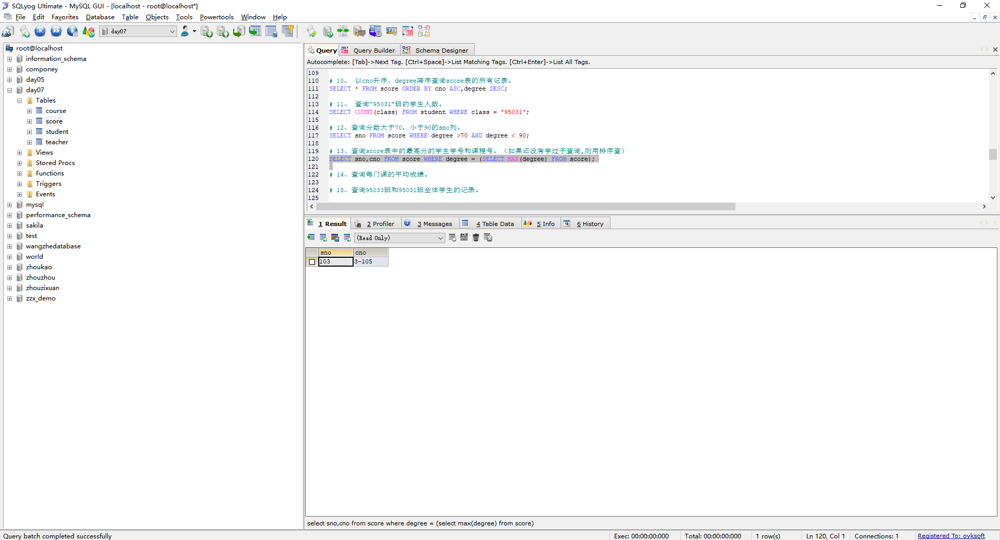 SQLyog Ultimate - MySQL GUI - [localhost - root@localhost*]
File Edit Favorites Database Table Objects Tools Powertools Window Help
day07
root@localhost
information_schema
componey
day05
day07
Tables
course
score
student
teacher
Views
Stored Procs
Functions
Triggers
Events
mysql
performance_schema
sakila
test
wangzhedatabase
world
zhoukao
zhouzhou
zhouzixuan
zzx_demo
Query Query Builder Schema Designer
Autocomplete: [Tab]->Next Tag. [Ctrl+Space]->List Matching Tags. [Ctrl+Enter]->List All Tags.
109
110 # 10、 以cno升序、degree降序查询score表的所有记录。
111 SELECT * FROM score ORDER BY cno ASC,degree DESC;
112
113 # 11、 查询“95031”班的学生人数。
114 SELECT COUNT(class) FROM student WHERE class = '95031';
115
116 # 12、查询分数大于70，小于90的sno列。
117 SELECT sno FROM score WHERE degree >70 AND degree < 90;
118
119 # 13、查询score表中的最高分的学生学号和课程号。（如果还没有学过子查询,则用排序查）
120 SELECT sno,cno FROM score WHERE degree = (SELECT MAX(degree) FROM score);
121
122 # 14、查询每门课的平均成绩。
123
124 # 15、查询95033班和95031班全体学生的记录。
125
1 Result 2 Profiler 3 Messages 4 Table Data 5 Info 6 History
(Read Only)
sno cno
103 3-105
select sno,cno from score where degree = (select max(degree) from score)
Query batch completed successfully Exec: 00:00:00:000 Total: 00:00:00:000 1 row(s) Ln 120, Col 1 Connections: 1 Registered To: oyksoft